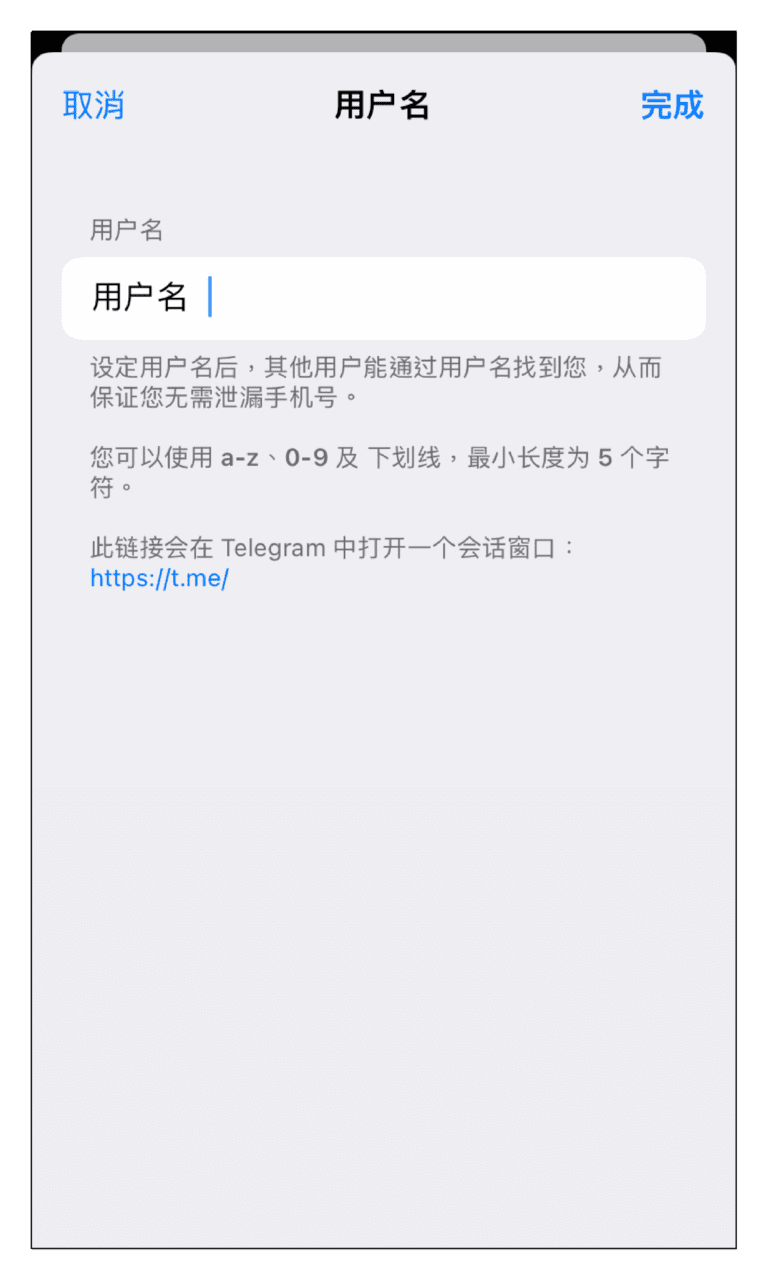 取消 用户名 完成
用户名
用户名
设定用户名后，其他用户能通过用户名找到您，从而
保证您无需泄漏手机号。
您可以使用 a-z、0-9 及 下划线，最小长度为 5 个字
符。
此链接会在 Telegram 中打开一个会话窗口：
https://t.me/